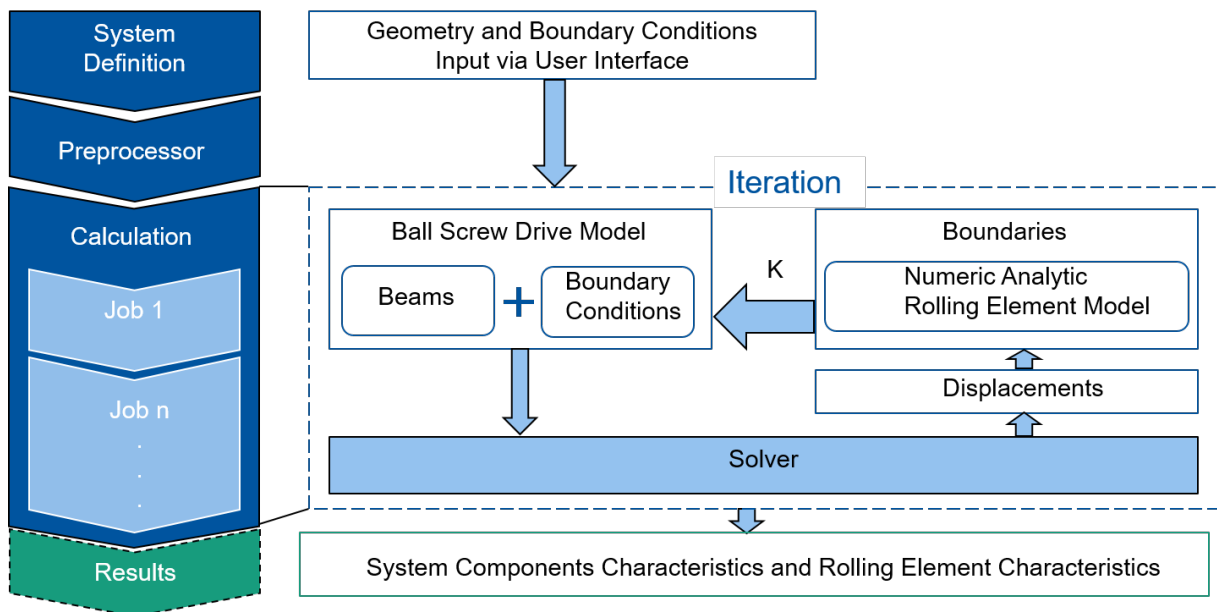 System
Definition
Preprocessor
Calculation
Job 1
Job n
.
.
.
Results
Geometry and Boundary Conditions
Input via User Interface
Iteration
Ball Screw Drive Model
Beams
+
Boundary
Conditions
K
Boundaries
Numeric Analytic
Rolling Element Model
Displacements
Solver
System Components Characteristics and Rolling Element Characteristics